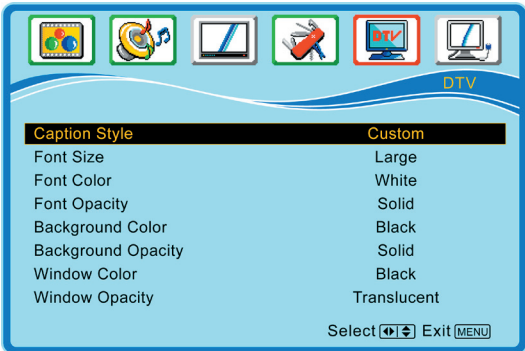 DTV
DTV
Caption Style Custom
Font Size Large
Font Color White
Font Opacity Solid
Background Color Black
Background Opacity Solid
Window Color Black
Window Opacity Translucent
Select Exit MENU